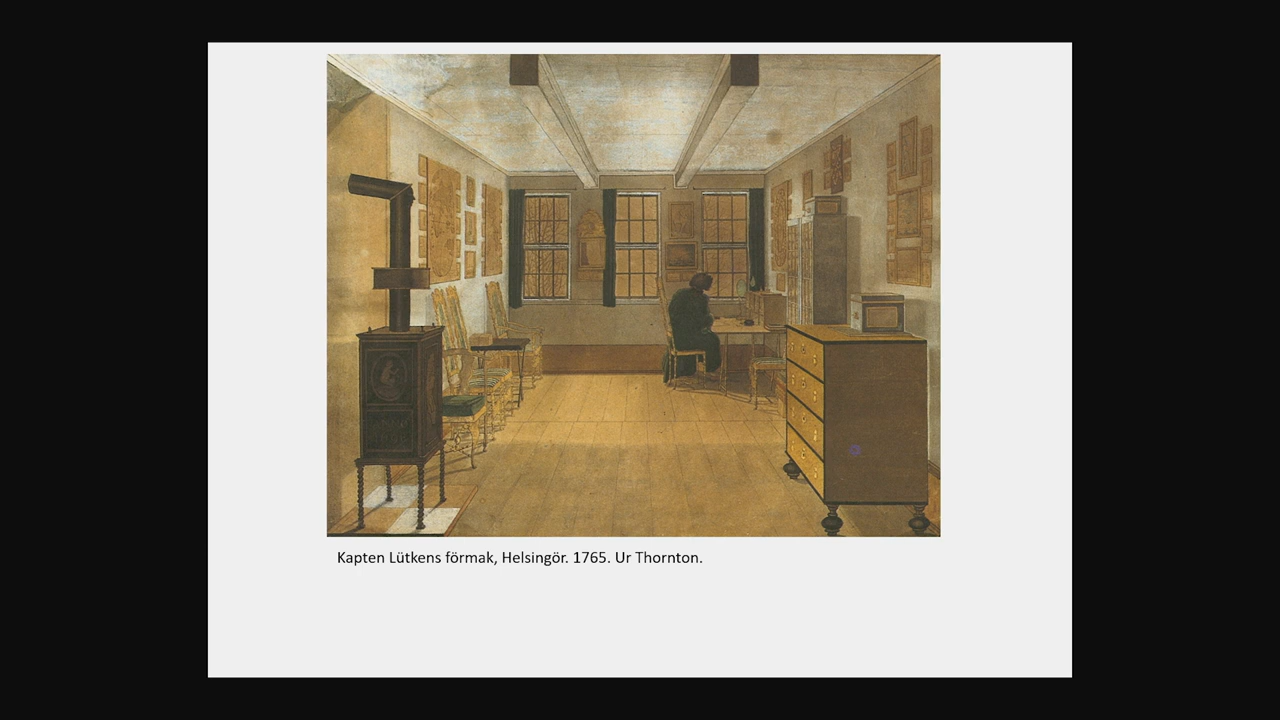 Kapten Lütkens förmak, Helsingör. 1765. Ur Thornton.